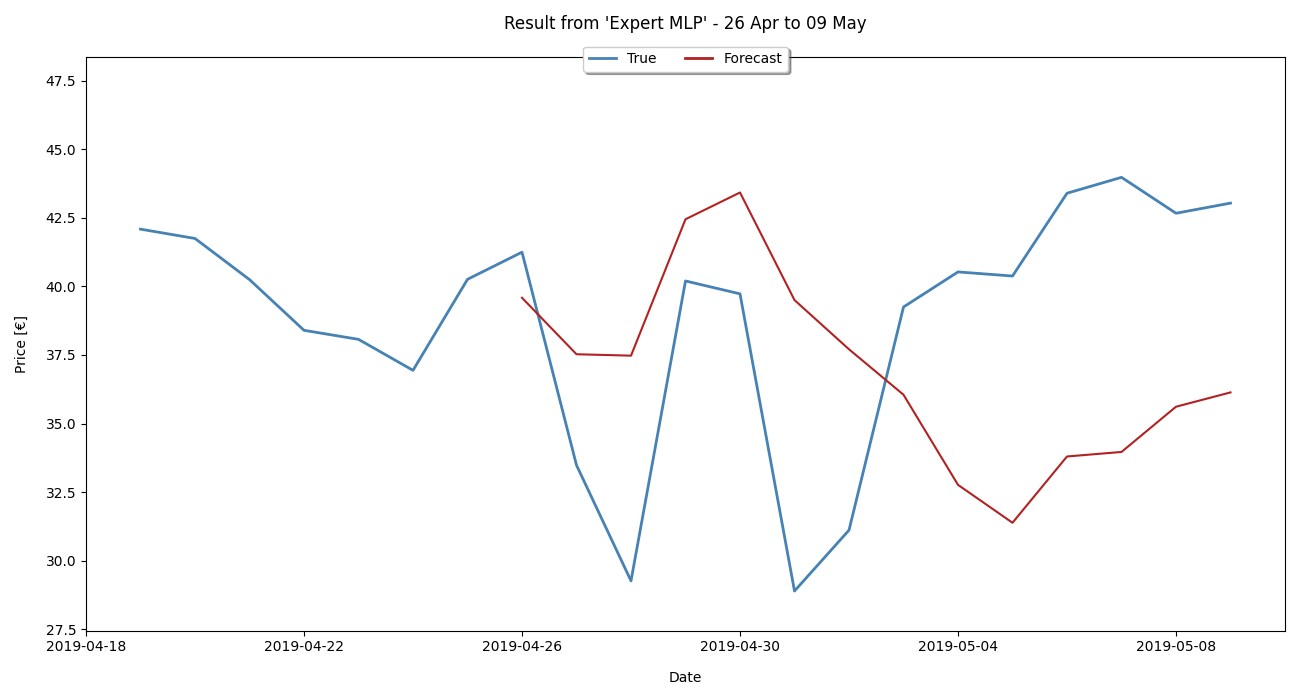 Result from 'Expert MLP' - 26 Apr to 09 May
True Forecast
47.5
45.0
42.5
40.0
37.5
35.0
32.5
30.0
27.5
Price [€]
2019-04-18 2019-04-22 2019-04-26 2019-04-30 2019-05-04 2019-05-08
Date